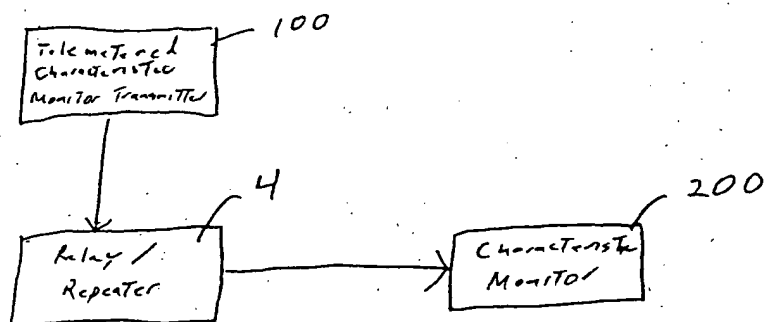 100
Telemetered
Characteristic
Monitor Transmitter
4
Relay /
Repeater
200
Characteristic
Monitor